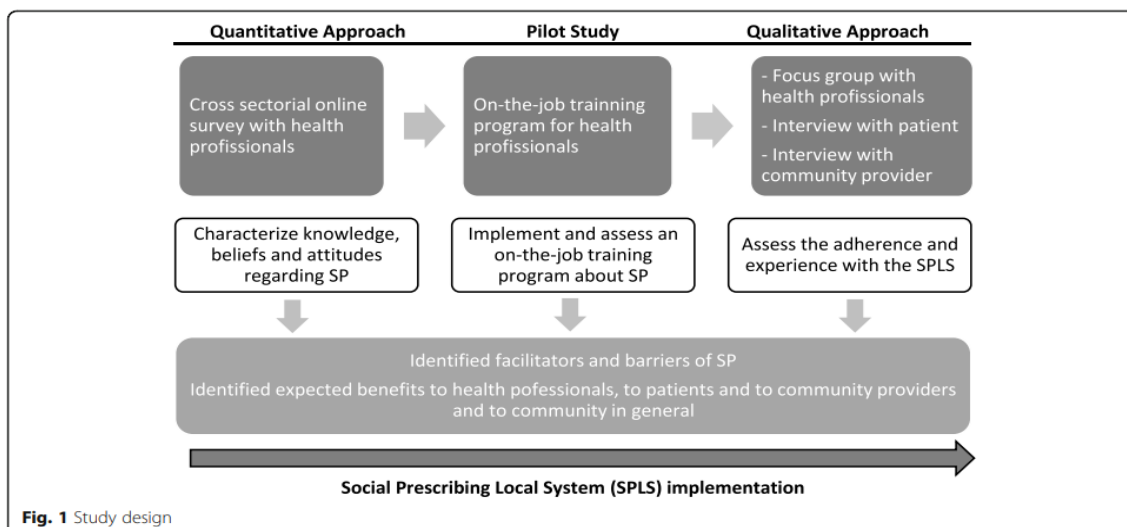 Quantitative Approach
Pilot Study
Qualitative Approach
Cross sectorial online
survey with health
profissionals
On-the-job trainning
program for health
profissionals
- Focus group with
health profissionals
- Interview with patient
- Interview with
community provider
Characterize knowledge,
beliefs and attitudes
regarding SP
Implement and assess an
on-the-job training
program about SP
Assess the adherence and
experience with the SPLS
Identified facilitators and barriers of SP
Identified expected benefits to health pofessionals, to patients and to community providers
and to community in general
Social Prescribing Local System (SPLS) implementation
Fig. 1 Study design